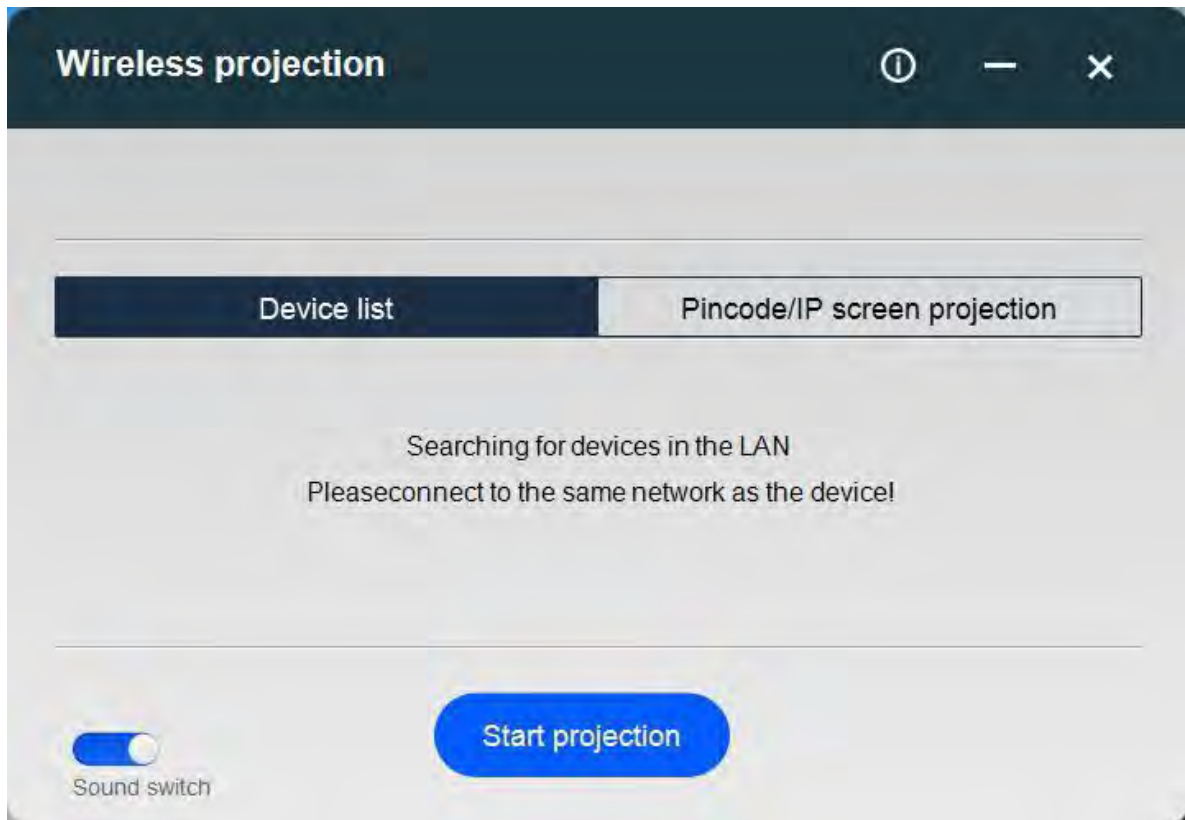 Wireless projection
Device list
Pincode/IP screen projection
Searching for devices in the LAN
Pleaseconnect to the same network as the device!
Start projection
Sound switch